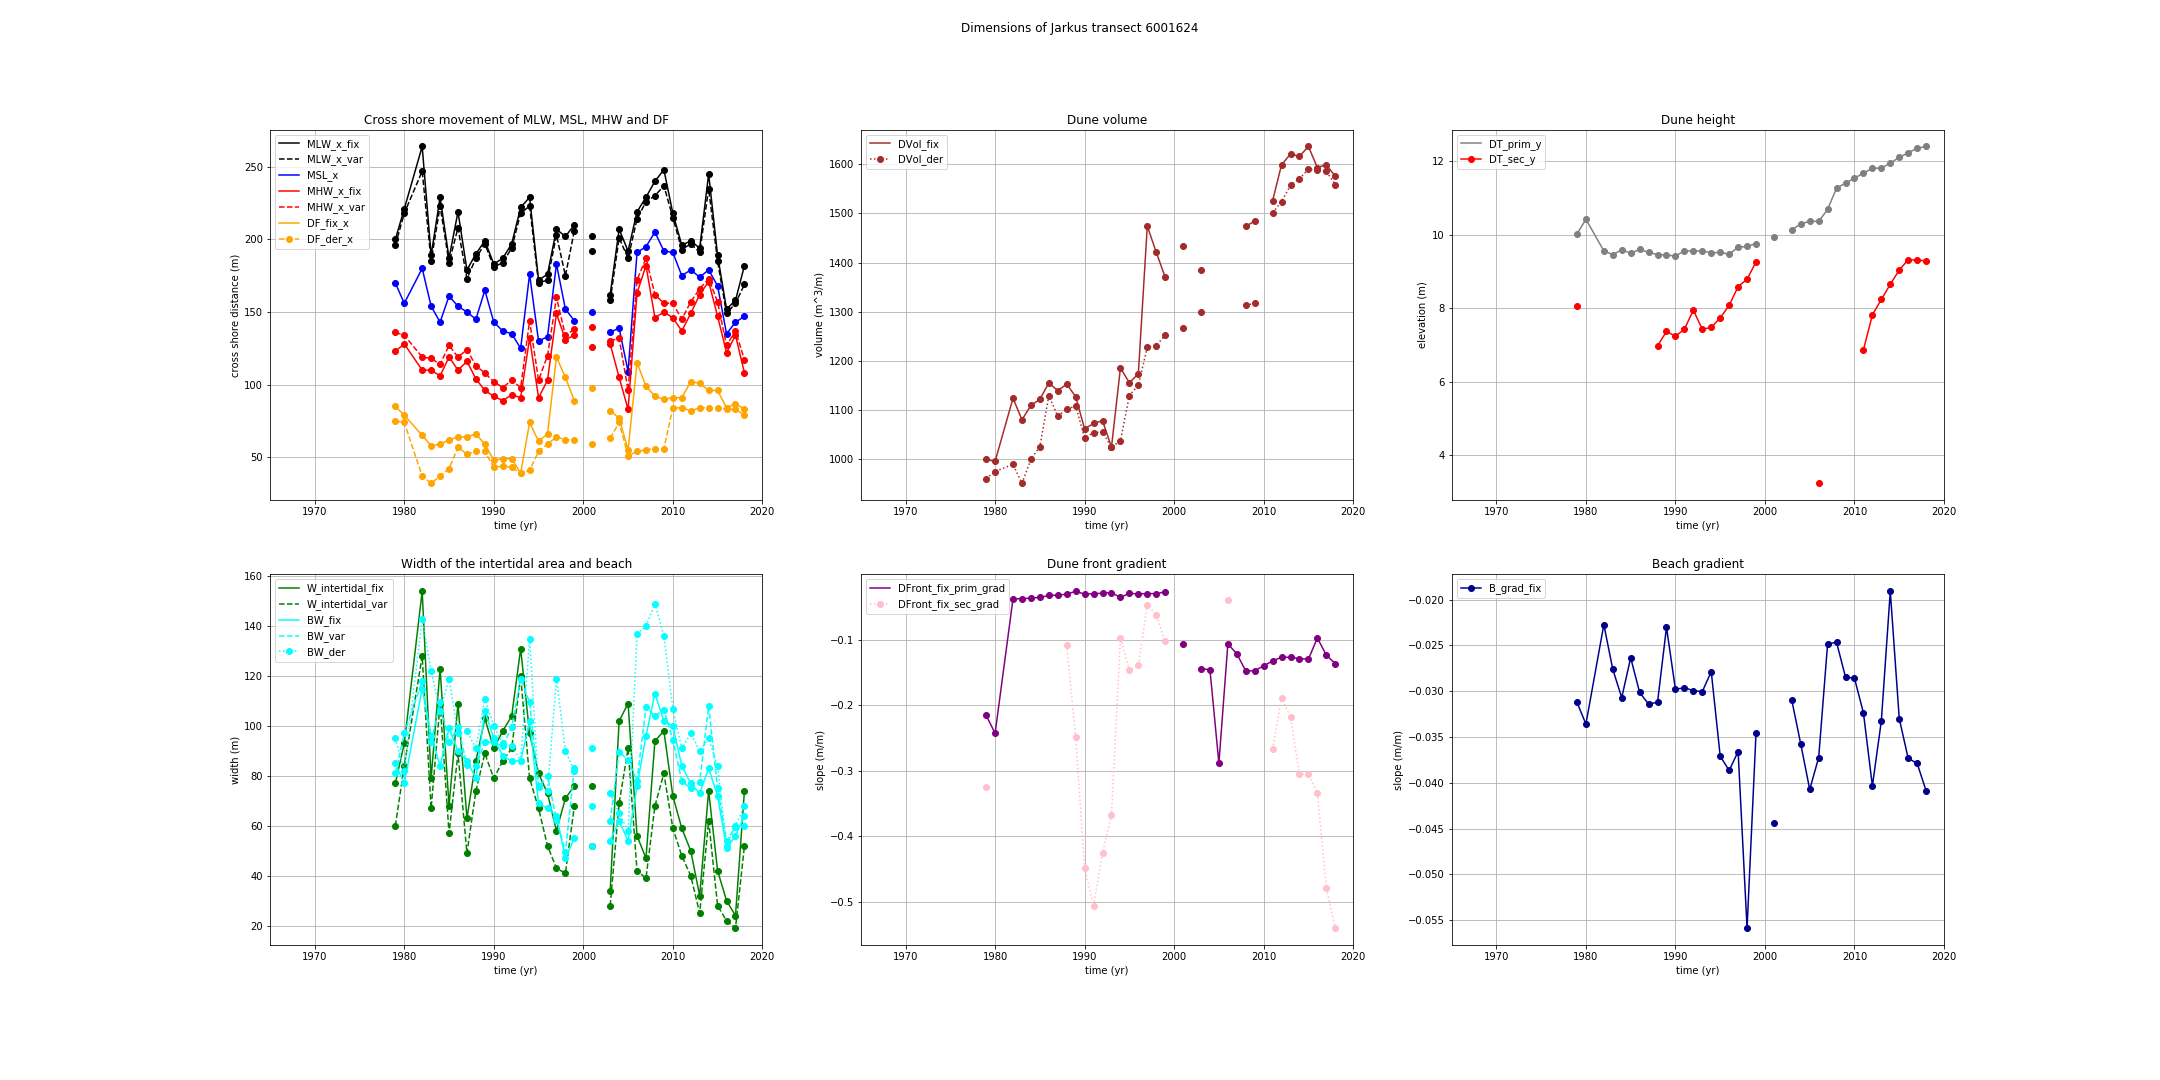 Dimensions of Jarkus transect 6001624
Cross shore movement of MLW, MSL, MHW and DF
MLW_x_fix
MLW_x_var
MSL_x
MHW_x_fix
MHW_x_var
DF_fix_x
DF_der_x
250
200
150
100
50
cross shore distance (m)
1970 1980 1990 2000 2010 2020
time (yr)
Dune volume
DVol_fix
DVol_der
1600
1500
1400
1300
1200
1100
1000
volume (m^3/m)
1970 1980 1990 2000 2010 2020
time (yr)
Dune height
DT_prim_y
DT_sec_y
12
10
8
6
4
elevation (m)
1970 1980 1990 2000 2010 2020
time (yr)
Width of the intertidal area and beach
W_intertidal_fix
W_intertidal_var
BW_fix
BW_var
BW_der
160
140
120
100
80
60
40
20
width (m)
1970 1980 1990 2000 2010 2020
time (yr)
Dune front gradient
DFront_fix_prim_grad
DFront_fix_sec_grad
−0.1
−0.2
−0.3
−0.4
−0.5
slope (m/m)
1970 1980 1990 2000 2010 2020
time (yr)
Beach gradient
B_grad_fix
−0.020
−0.025
−0.030
−0.035
−0.040
−0.045
−0.050
−0.055
slope (m/m)
1970 1980 1990 2000 2010 2020
time (yr)